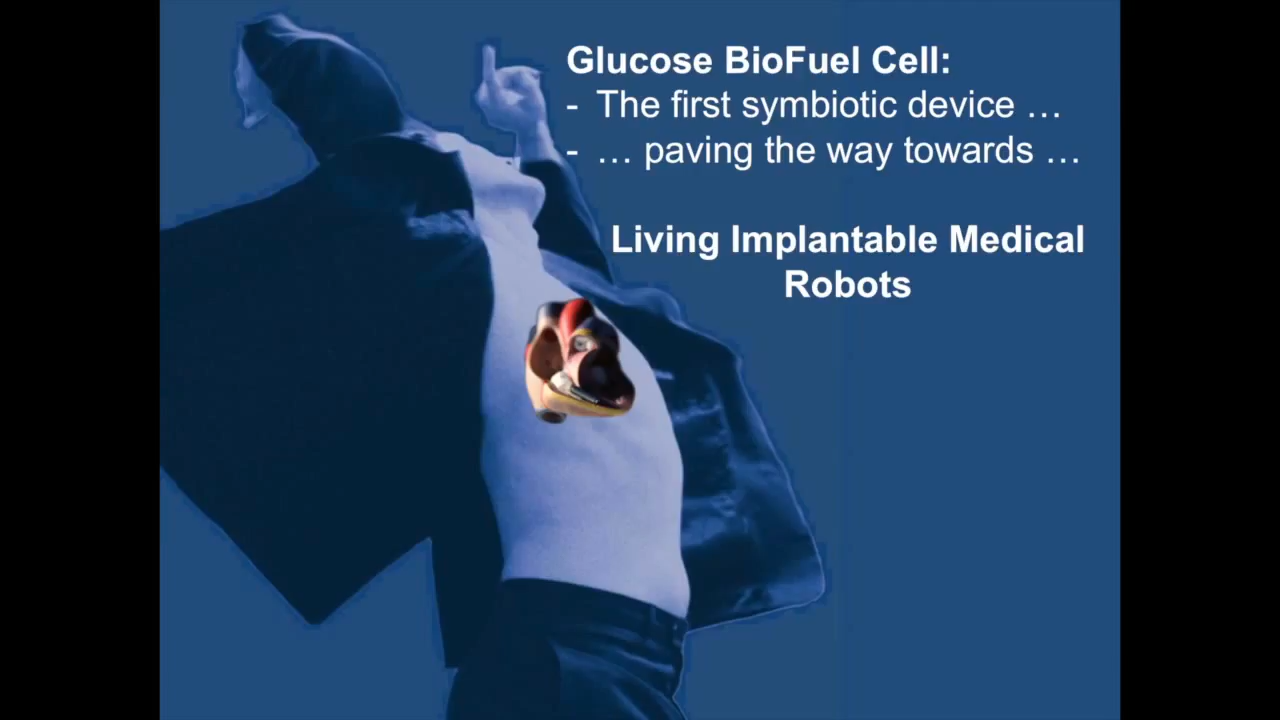 Glucose BioFuel Cell:
- The first symbiotic device …
- … paving the way towards …
Living Implantable Medical
Robots